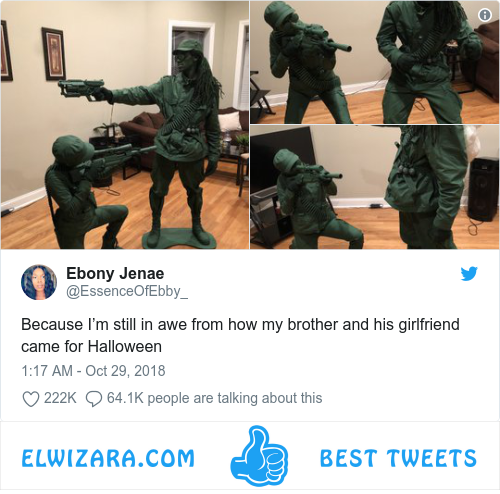 Ebony Jenae
@EssenceOfEbby_
Because I’m still in awe from how my brother and his girlfriend
came for Halloween
1:17 AM - Oct 29, 2018
222K 64.1K people are talking about this
ELWIZARA.COM BEST TWEETS